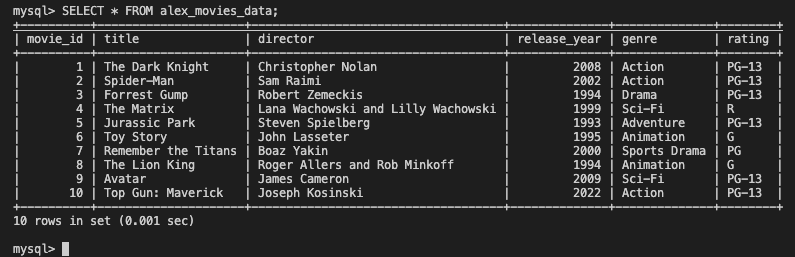 mysql> SELECT * FROM alex_movies_data;
+----------+---------------------+----------------------------------+--------------+--------------+--------+
| movie_id | title | director | release_year | genre | rating |
+----------+---------------------+----------------------------------+--------------+--------------+--------+
| 1 | The Dark Knight | Christopher Nolan | 2008 | Action | PG-13 |
| 2 | Spider-Man | Sam Raimi | 2002 | Action | PG-13 |
| 3 | Forrest Gump | Robert Zemeckis | 1994 | Drama | PG-13 |
| 4 | The Matrix | Lana Wachowski and Lilly Wachowski | 1999 | Sci-Fi | R |
| 5 | Jurassic Park | Steven Spielberg | 1993 | Adventure | PG-13 |
| 6 | Toy Story | John Lasseter | 1995 | Animation | G |
| 7 | Remember the Titans | Boaz Yakin | 2000 | Sports Drama | PG |
| 8 | The Lion King | Roger Allers and Rob Minkoff | 1994 | Animation | G |
| 9 | Avatar | James Cameron | 2009 | Sci-Fi | PG-13 |
| 10 | Top Gun: Maverick | Joseph Kosinski | 2022 | Action | PG-13 |
+----------+---------------------+----------------------------------+--------------+--------------+--------+
10 rows in set (0.001 sec)
mysql>